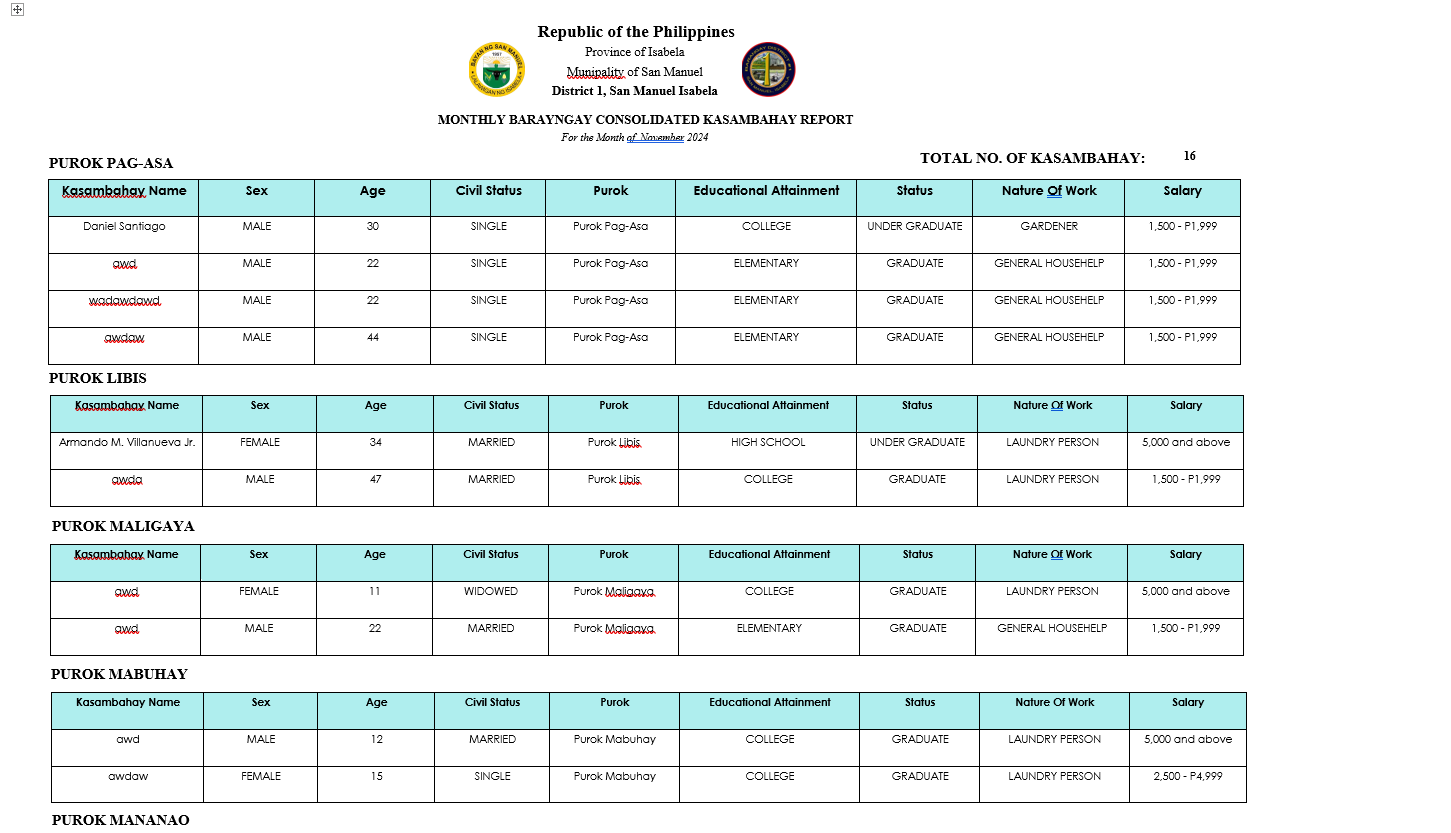 Republic of the Philippines
Province of Isabela
Munipality of San Manuel
District 1, San Manuel Isabela
MONTHLY BARAYNGAY CONSOLIDATED KASAMBAHAY REPORT
For the Month of November 2024
PUROK PAG-ASA TOTAL NO. OF KASAMBAHAY: 16
Kasambahay Name Sex Age Civil Status Purok Educational Attainment Status Nature Of Work Salary
Daniel Santiago MALE 30 SINGLE Purok Pag-Asa COLLEGE UNDER GRADUATE GARDENER 1,500 - P1,999
awd MALE 22 SINGLE Purok Pag-Asa ELEMENTARY GRADUATE GENERAL HOUSEHELP 1,500 - P1,999
wadawdawd MALE 22 SINGLE Purok Pag-Asa ELEMENTARY GRADUATE GENERAL HOUSEHELP 1,500 - P1,999
awdaw MALE 44 SINGLE Purok Pag-Asa ELEMENTARY GRADUATE GENERAL HOUSEHELP 1,500 - P1,999
PUROK LIBIS
Kasambahay Name Sex Age Civil Status Purok Educational Attainment Status Nature Of Work Salary
Armando M. Villanueva Jr. FEMALE 34 MARRIED Purok Libis HIGH SCHOOL UNDER GRADUATE LAUNDRY PERSON 5,000 and above
awda MALE 47 MARRIED Purok Libis COLLEGE GRADUATE LAUNDRY PERSON 1,500 - P1,999
PUROK MALIGAYA
Kasambahay Name Sex Age Civil Status Purok Educational Attainment Status Nature Of Work Salary
awd FEMALE 11 WIDOWED Purok Maligaya COLLEGE GRADUATE LAUNDRY PERSON 5,000 and above
awd MALE 22 MARRIED Purok Maligaya ELEMENTARY GRADUATE GENERAL HOUSEHELP 1,500 - P1,999
PUROK MABUHAY
Kasambahay Name Sex Age Civil Status Purok Educational Attainment Status Nature Of Work Salary
awd MALE 12 MARRIED Purok Mabuhay COLLEGE GRADUATE LAUNDRY PERSON 5,000 and above
awdaw FEMALE 15 SINGLE Purok Mabuhay COLLEGE GRADUATE LAUNDRY PERSON 2,500 - P4,999
PUROK MANANAO